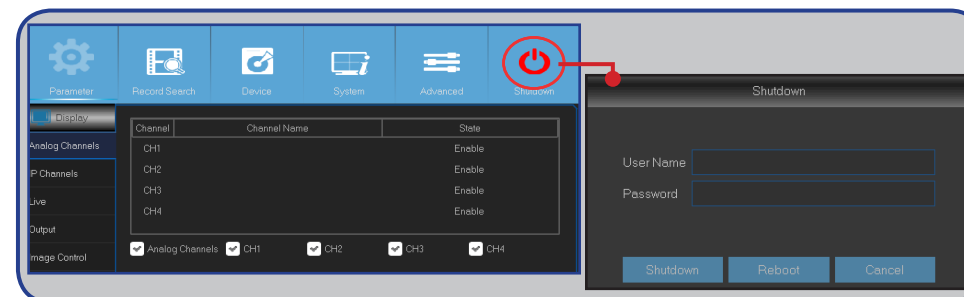 Parameter Record Search Device System Advanced Shutdown
Display
Analog Channels
IP Channels
Live
Output
Image Control
Channel Channel Name State
CH1 Enable
CH2 Enable
CH3 Enable
CH4 Enable
Analog Channels CH1 CH2 CH3 CH4
Shutdown
User Name
Password
Shutdown Reboot Cancel